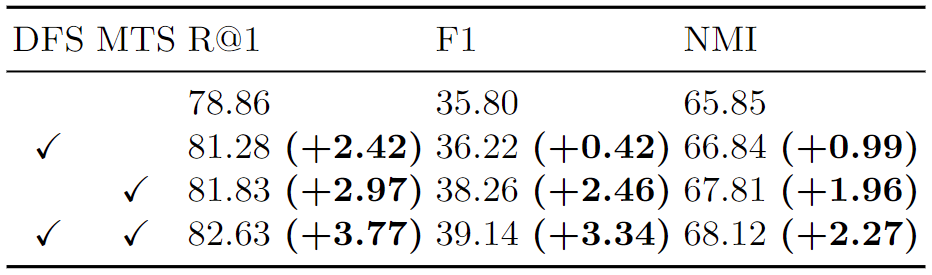 DFS MTS R@1 F1 NMI
78.86 35.80 65.85
✓ 81.28 (+2.42) 36.22 (+0.42) 66.84 (+0.99)
✓ 81.83 (+2.97) 38.26 (+2.46) 67.81 (+1.96)
✓ ✓ 82.63 (+3.77) 39.14 (+3.34) 68.12 (+2.27)